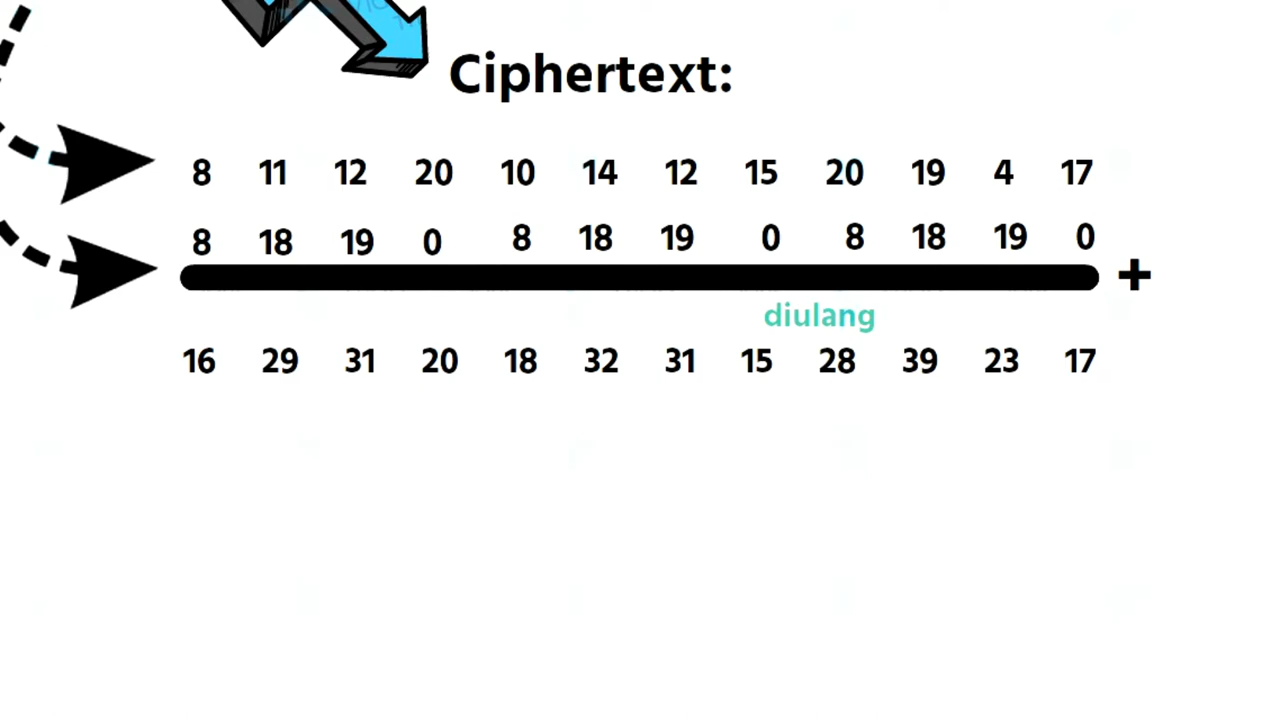 Ciphertext:
8 11 12 20 10 14 12 15 20 19 4 17
8 18 19 0 8 18 19 0 8 18 19 0
+
diulang
16 29 31 20 18 32 31 15 28 39 23 17